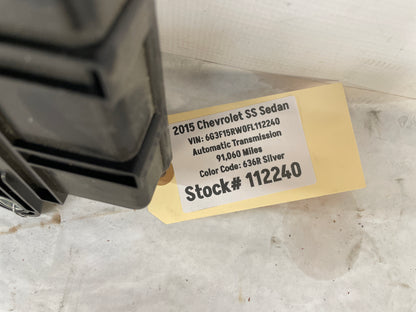 2015 Chevrolet SS Sedan
VIN: 6G3F15RW0FL112240
Automatic Transmission
91,060 Miles
Color Code: 636R Silver
Stock# 112240